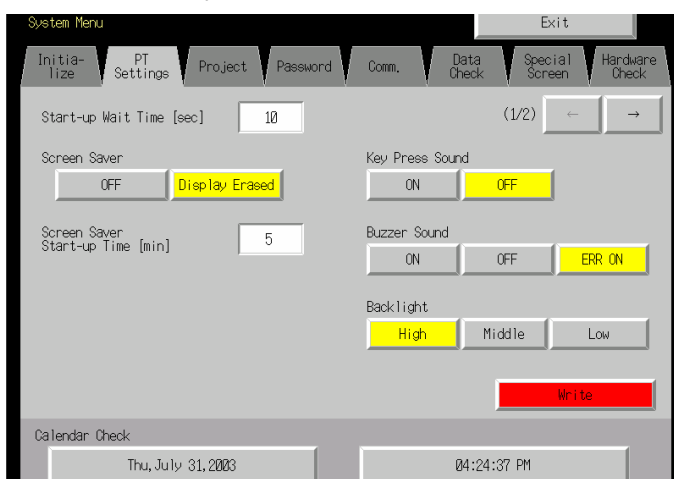 System Menu
Exit
Initia-
lize
PT
Settings
Project
Password
Comm.
Data
Check
Special
Screen
Hardware
Check
Start-up Wait Time [sec]
10
(1/2)
←
→
Screen Saver
OFF
Display Erased
Key Press Sound
ON
OFF
Screen Saver
Start-up Time [min]
5
Buzzer Sound
ON
OFF
ERR ON
Backlight
High
Middle
Low
Write
Calendar Check
Thu,July 31,2003
04:24:37 PM